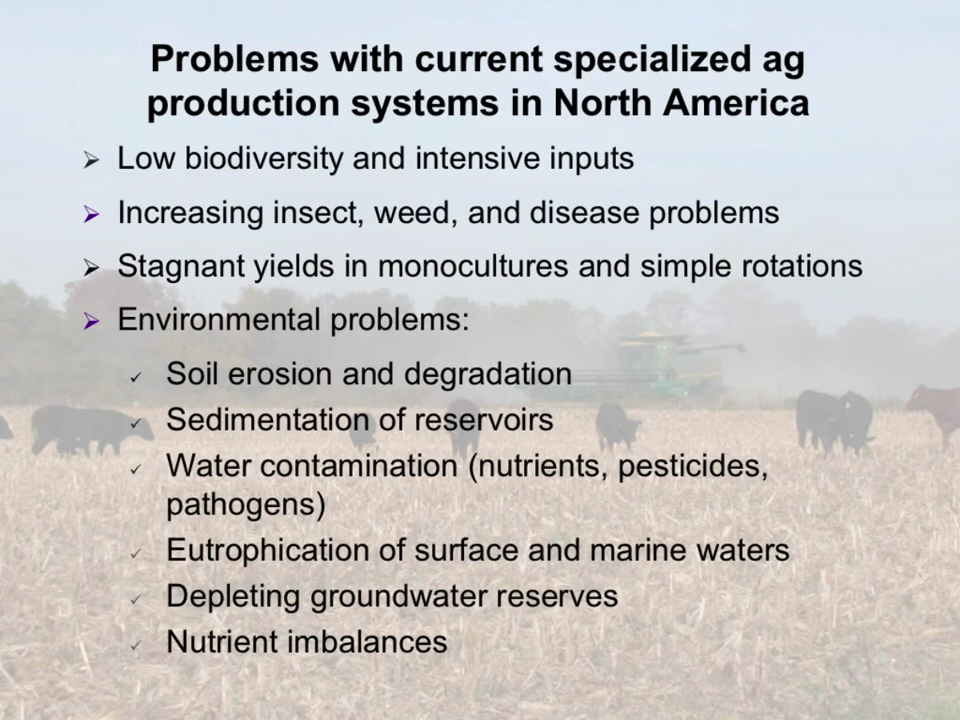 Problems with current specialized ag
production systems in North America
Low biodiversity and intensive inputs
Increasing insect, weed, and disease problems
Stagnant yields in monocultures and simple rotations
Environmental problems:
Soil erosion and degradation
Sedimentation of reservoirs
Water contamination (nutrients, pesticides,
pathogens)
Eutrophication of surface and marine waters
Depleting groundwater reserves
Nutrient imbalances